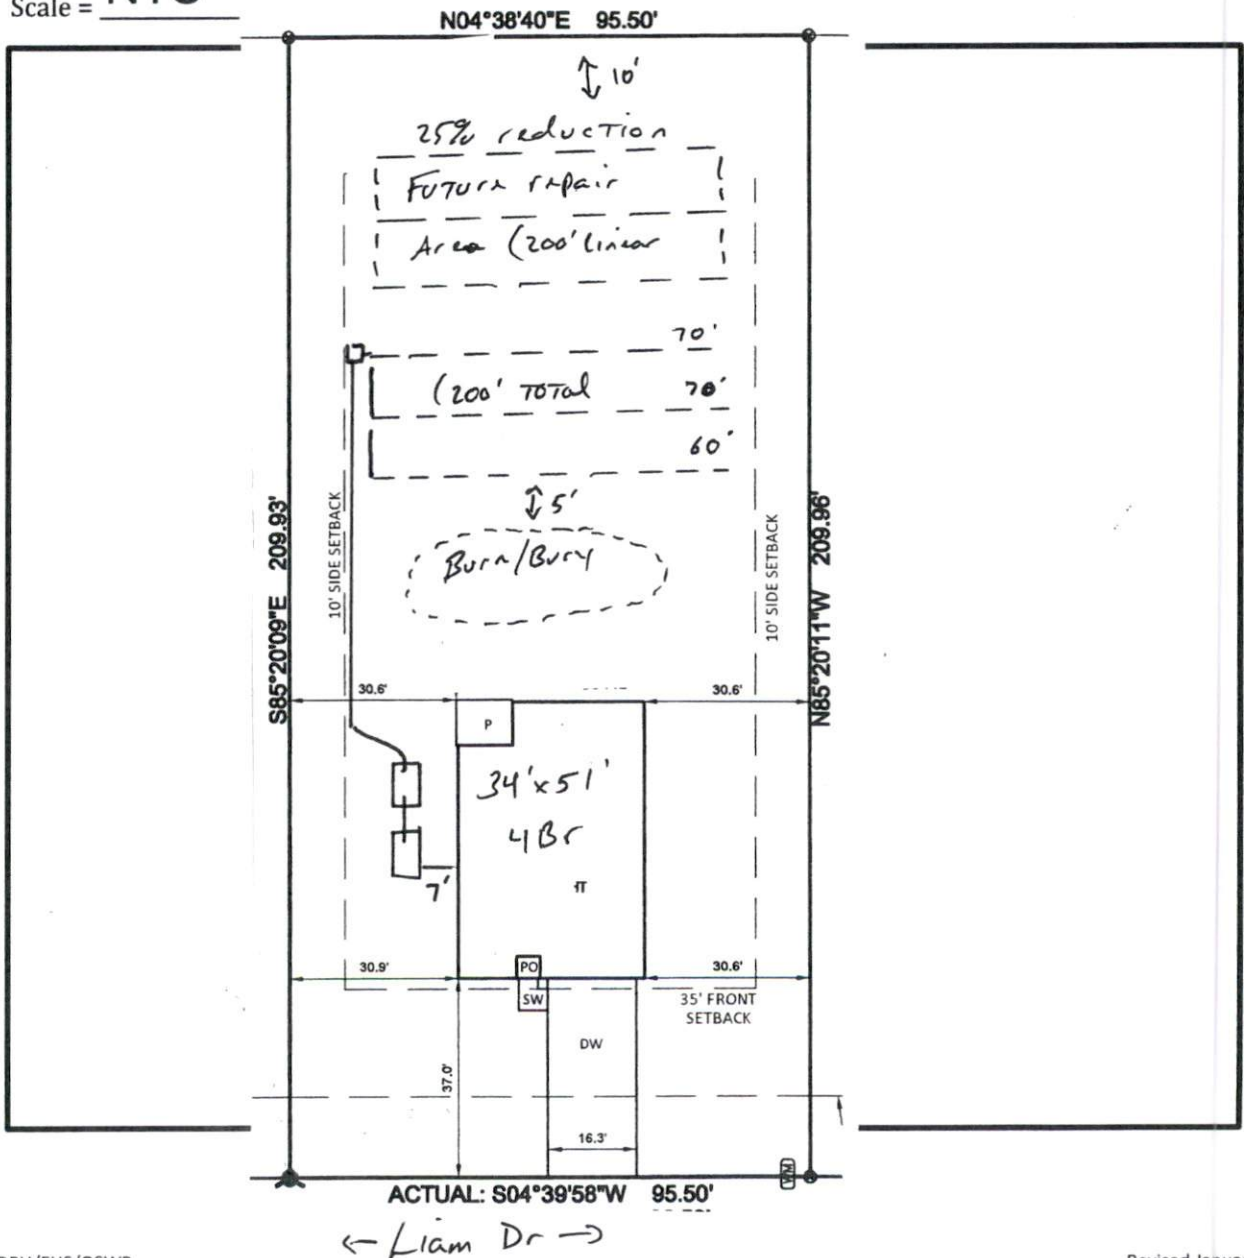 Scale = NTS
N04°38'40"E 95.50'
10'
25% reduction
Future repair
Area (200' linear
70'
(200' TOTAL 70'
60'
5'
Burn/Bury
S85°20'09"E 209.93'
10' SIDE SETBACK
10' SIDE SETBACK
N85°20'11"W 209.96'
30.6'
30.6'
P
34'x51'
4Br
7'
30.9'
PO
30.6'
SW
35' FRONT
SETBACK
DW
37.0'
16.3'
WM
ACTUAL: S04°39'58"W 95.50'
← Liam Dr →